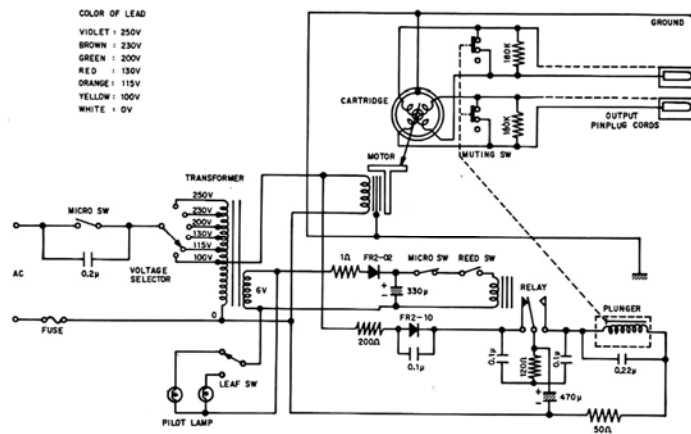 COLOR OF LEAD
VIOLET : 250V
BROWN : 230V
GREEN : 200V
RED : 130V
ORANGE : 115V
YELLOW : 100V
WHITE : 0V
GROUND
180K
CARTRIDGE
180K
OUTPUT
PINPLUG CORDS
MUTING SW
MOTOR
TRANSFORMER
250V
230V
200V
130V
115V
100V
MICRO SW
0.2μ
VOLTAGE
SELECTOR
AC
6V
0
FUSE
1Ω
FR2-02
MICRO SW
REED SW
+
−
330μ
RELAY
PLUNGER
FR2-10
200Ω
0.1μ
0.1μ
120Ω
0.1μ
0.22μ
+
−
470μ
50Ω
LEAF SW
PILOT LAMP